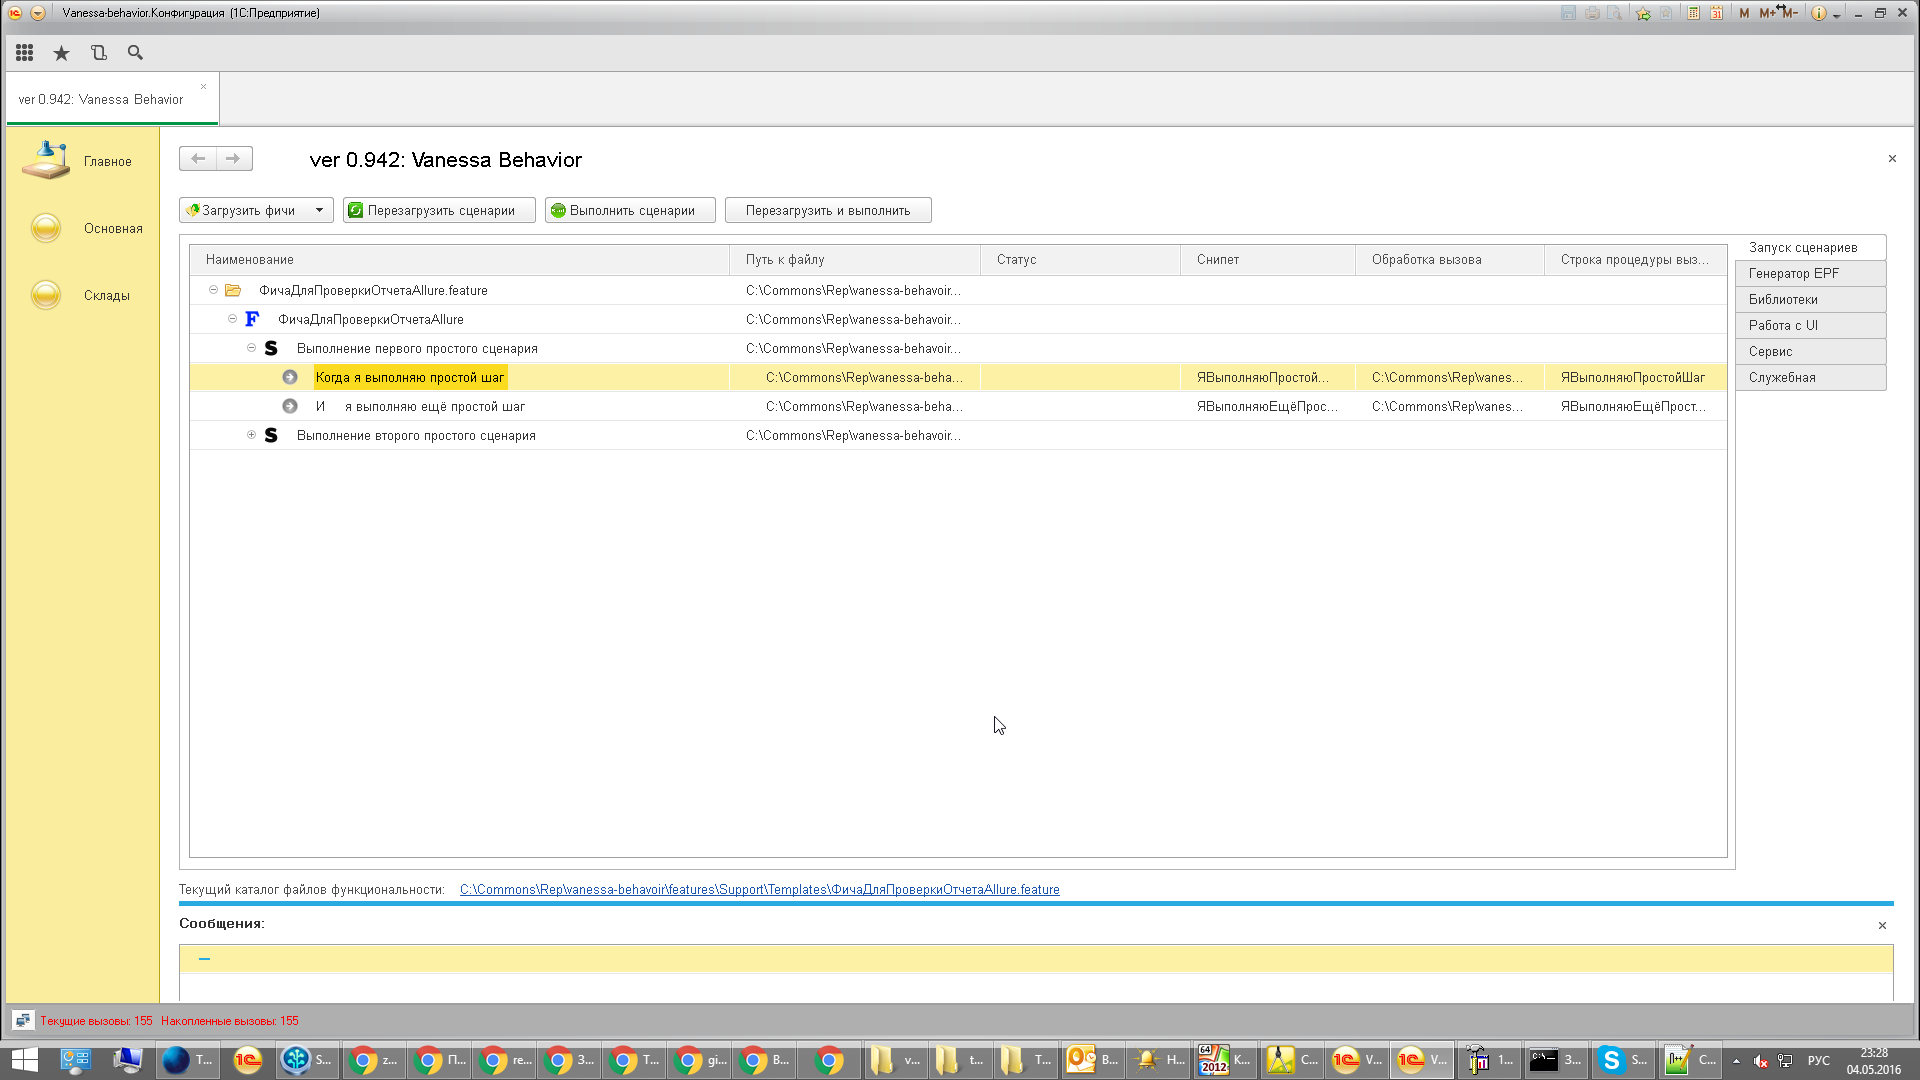 Vanessa-behavior.Конфигурация (1С:Предприятие)
M M+ M-
ver 0.942: Vanessa Behavior
Главное
Основная
Склады
ver 0.942: Vanessa Behavior
Загрузить фичи
Перезагрузить сценарии
Выполнить сценарии
Перезагрузить и выполнить
Наименование Путь к файлу Статус Снипет Обработка вызова Строка процедуры выз...
ФичаДляПроверкиОтчетаAllure.feature C:\Commons\Rep\vanessa-behavoir...
ФичаДляПроверкиОтчетаAllure C:\Commons\Rep\vanessa-behavoir...
Выполнение первого простого сценария C:\Commons\Rep\vanessa-behavoir...
Когда я выполняю простой шаг C:\Commons\Rep\vanessa-beha... ЯВыполняюПростой... C:\Commons\Rep\vanes... ЯВыполняюПростойШаг
И я выполняю ещё простой шаг C:\Commons\Rep\vanessa-beha... ЯВыполняюЕщёПрос... C:\Commons\Rep\vanes... ЯВыполняюЕщёПрост...
Выполнение второго простого сценария C:\Commons\Rep\vanessa-behavoir...
Запуск сценариев
Генератор EPF
Библиотеки
Работа с UI
Сервис
Служебная
Текущий каталог файлов функциональности: C:\Commons\Rep\vanessa-behavoir\features\Support\Templates\ФичаДляПроверкиОтчетаAllure.feature
Сообщения:
Текущие вызовы: 155 Накопленные вызовы: 155
T... S... z... П... re... З... T... gi... B... v... t... T... B... Н... К... С... V... V... 1... З... S... С...
РУС
23:28
04.05.2016